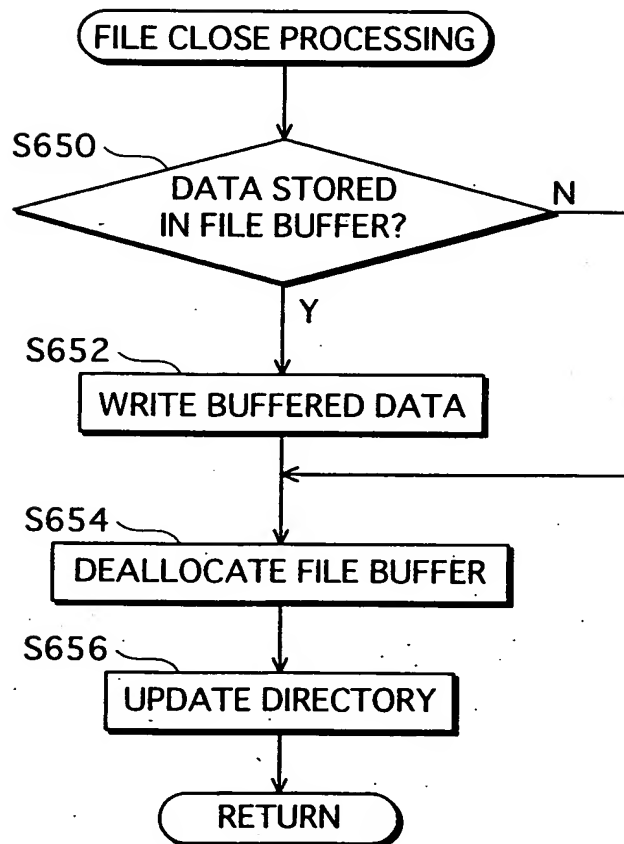 FILE CLOSE PROCESSING
S650
DATA STORED
IN FILE BUFFER?
N
Y
S652
WRITE BUFFERED DATA
S654
DEALLOCATE FILE BUFFER
S656
UPDATE DIRECTORY
RETURN